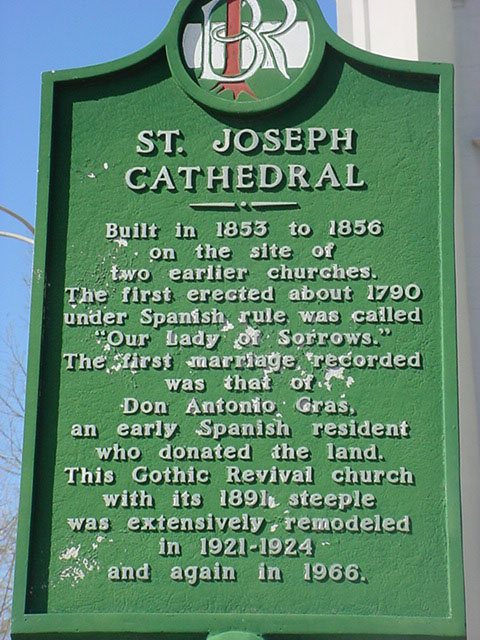 BR
ST. JOSEPH
CATHEDRAL
Built in 1853 to 1856
on the site of
two earlier churches.
The first erected about 1790
under Spanish rule was called
"Our Lady of Sorrows."
The first marriage recorded
was that of
Don Antonio Gras,
an early Spanish resident
who donated the land.
This Gothic Revival church
with its 1891 steeple
was extensively remodeled
in 1921-1924
and again in 1966.